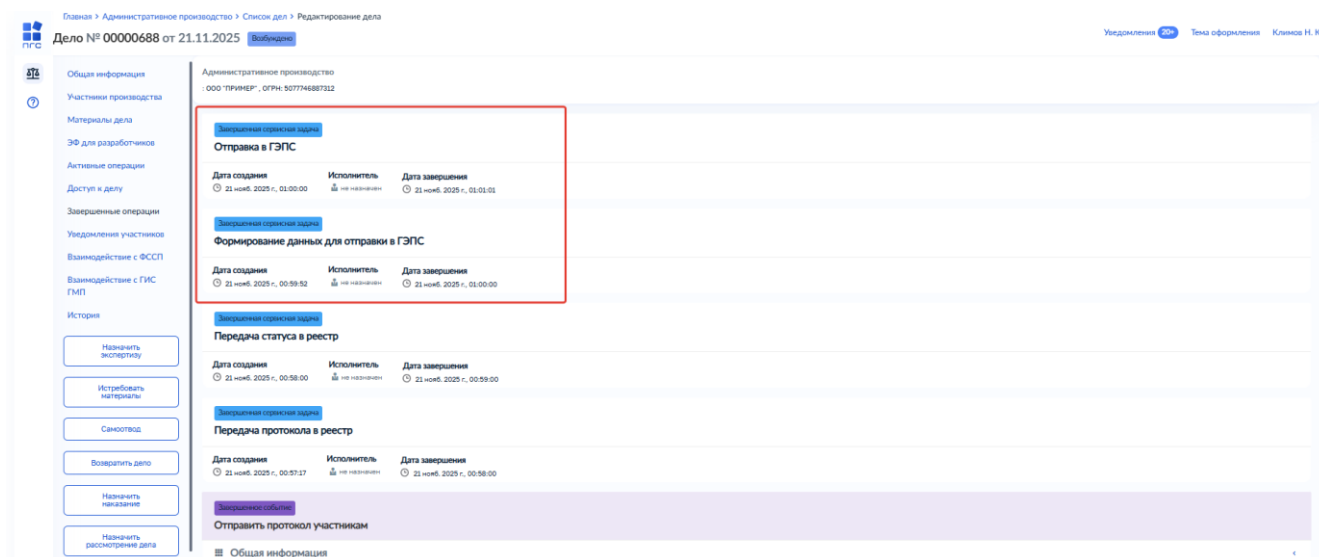 Главная > Административное производство > Список дел > Редактирование дела
Дело № 00000688 от 21.11.2025 Возбуждено
Уведомления 20+ Тема оформления Климов Н. К
пгс
Общая информация
Участники производства
Материалы дела
ЭФ для разработчиков
Активные операции
Доступ к делу
Завершенные операции
Уведомления участников
Взаимодействие с ФССП
Взаимодействие с ГИС
ГМП
История
Назначить
экспертизу
Истребовать
материалы
Самоотвод
Возвратить дело
Назначить
наказание
Назначить
рассмотрение дела
Административное производство
: ООО "ПРИМЕР" , ОГРН: 5077746887312
Завершенная сервисная задача
Отправка в ГЭПС
Дата создания Исполнитель Дата завершения
21 нояб. 2025 г., 01:00:00 не назначен 21 нояб. 2025 г., 01:01:01
Завершенная сервисная задача
Формирование данных для отправки в ГЭПС
Дата создания Исполнитель Дата завершения
21 нояб. 2025 г., 00:59:52 не назначен 21 нояб. 2025 г., 01:00:00
Завершенная сервисная задача
Передача статуса в реестр
Дата создания Исполнитель Дата завершения
21 нояб. 2025 г., 00:58:00 не назначен 21 нояб. 2025 г., 00:59:00
Завершенная сервисная задача
Передача протокола в реестр
Дата создания Исполнитель Дата завершения
21 нояб. 2025 г., 00:57:17 не назначен 21 нояб. 2025 г., 00:58:00
Завершенное событие
Отправить протокол участникам
Общая информация